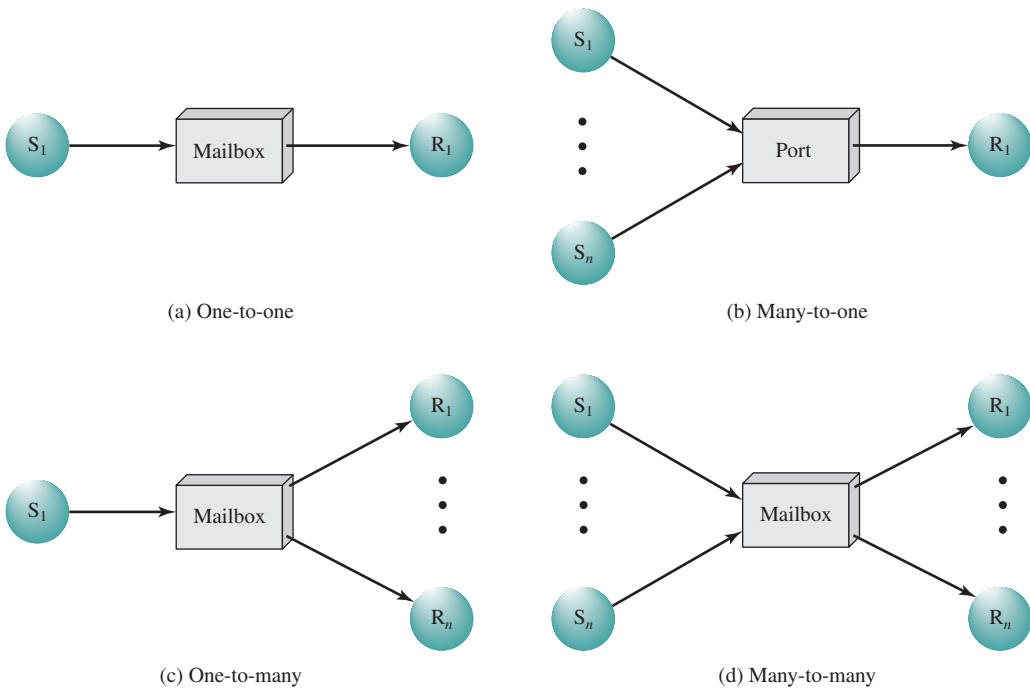 S1
Mailbox
R1
(a) One-to-one
S1
Sn
Port
R1
(b) Many-to-one
S1
Mailbox
R1
Rn
(c) One-to-many
S1
Sn
Mailbox
R1
Rn
(d) Many-to-many